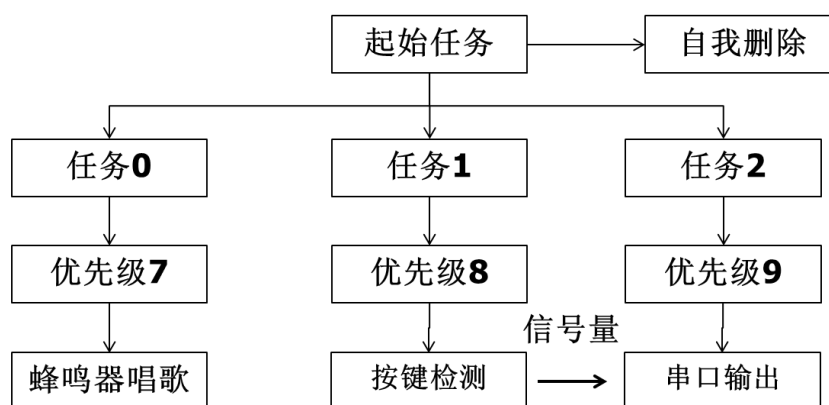 起始任务
自我删除
任务0
任务1
任务2
优先级7
优先级8
优先级9
信号量
蜂鸣器唱歌
按键检测
串口输出